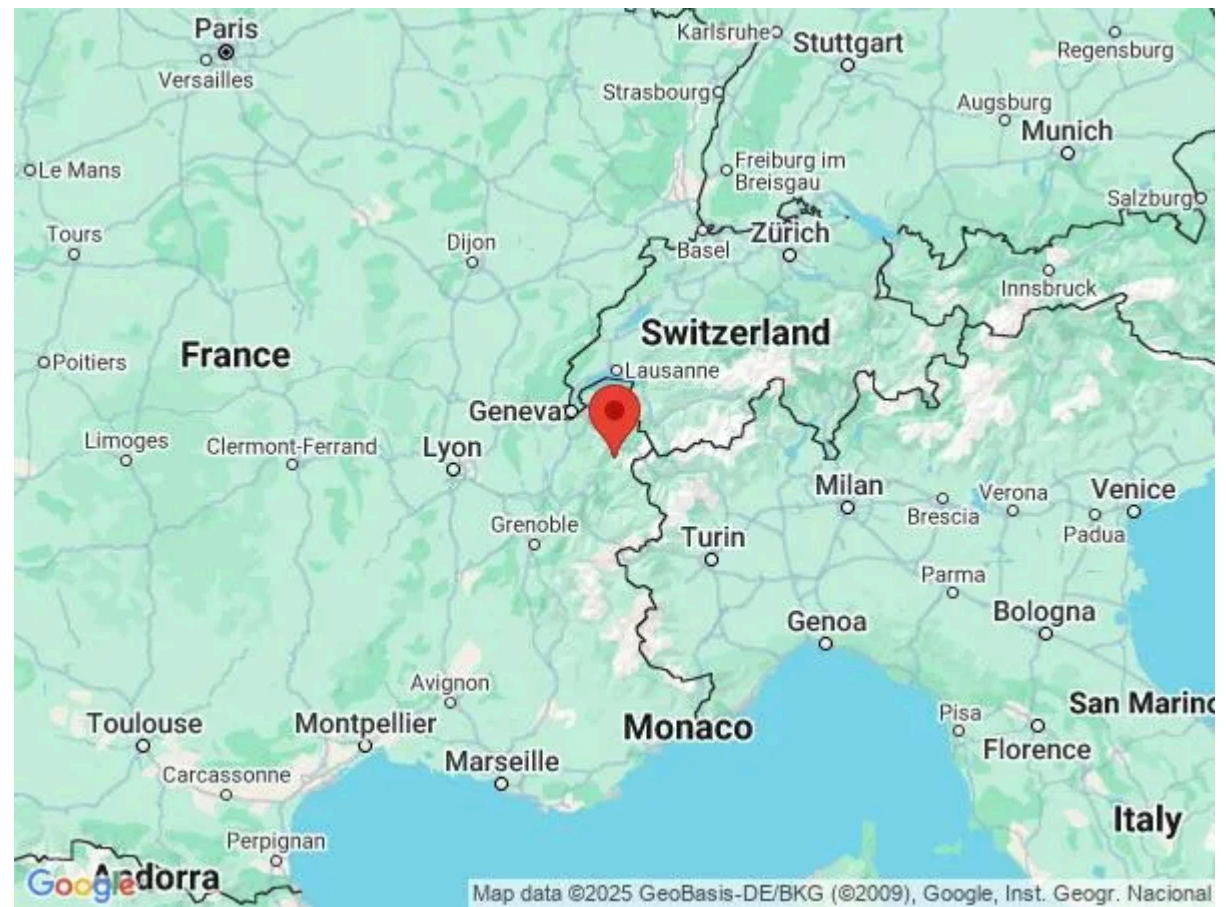 Paris
Versailles
Karlsruhe
Stuttgart
Regensburg
Strasbourg
Augsburg
Munich
Le Mans
Freiburg im
Breisgau
Salzburg
Tours
Dijon
Basel
Zürich
Innsbruck
Switzerland
France
Poitiers
Lausanne
Geneva
Limoges
Clermont-Ferrand
Lyon
Milan
Verona
Venice
Brescia
Padua
Grenoble
Turin
Parma
Genoa
Bologna
Avignon
San Marino
Toulouse
Montpellier
Monaco
Pisa
Florence
Marseille
Carcassonne
Italy
Perpignan
Andorra
Google
Map data ©2025 GeoBasis-DE/BKG (©2009), Google, Inst. Geogr. Nacional